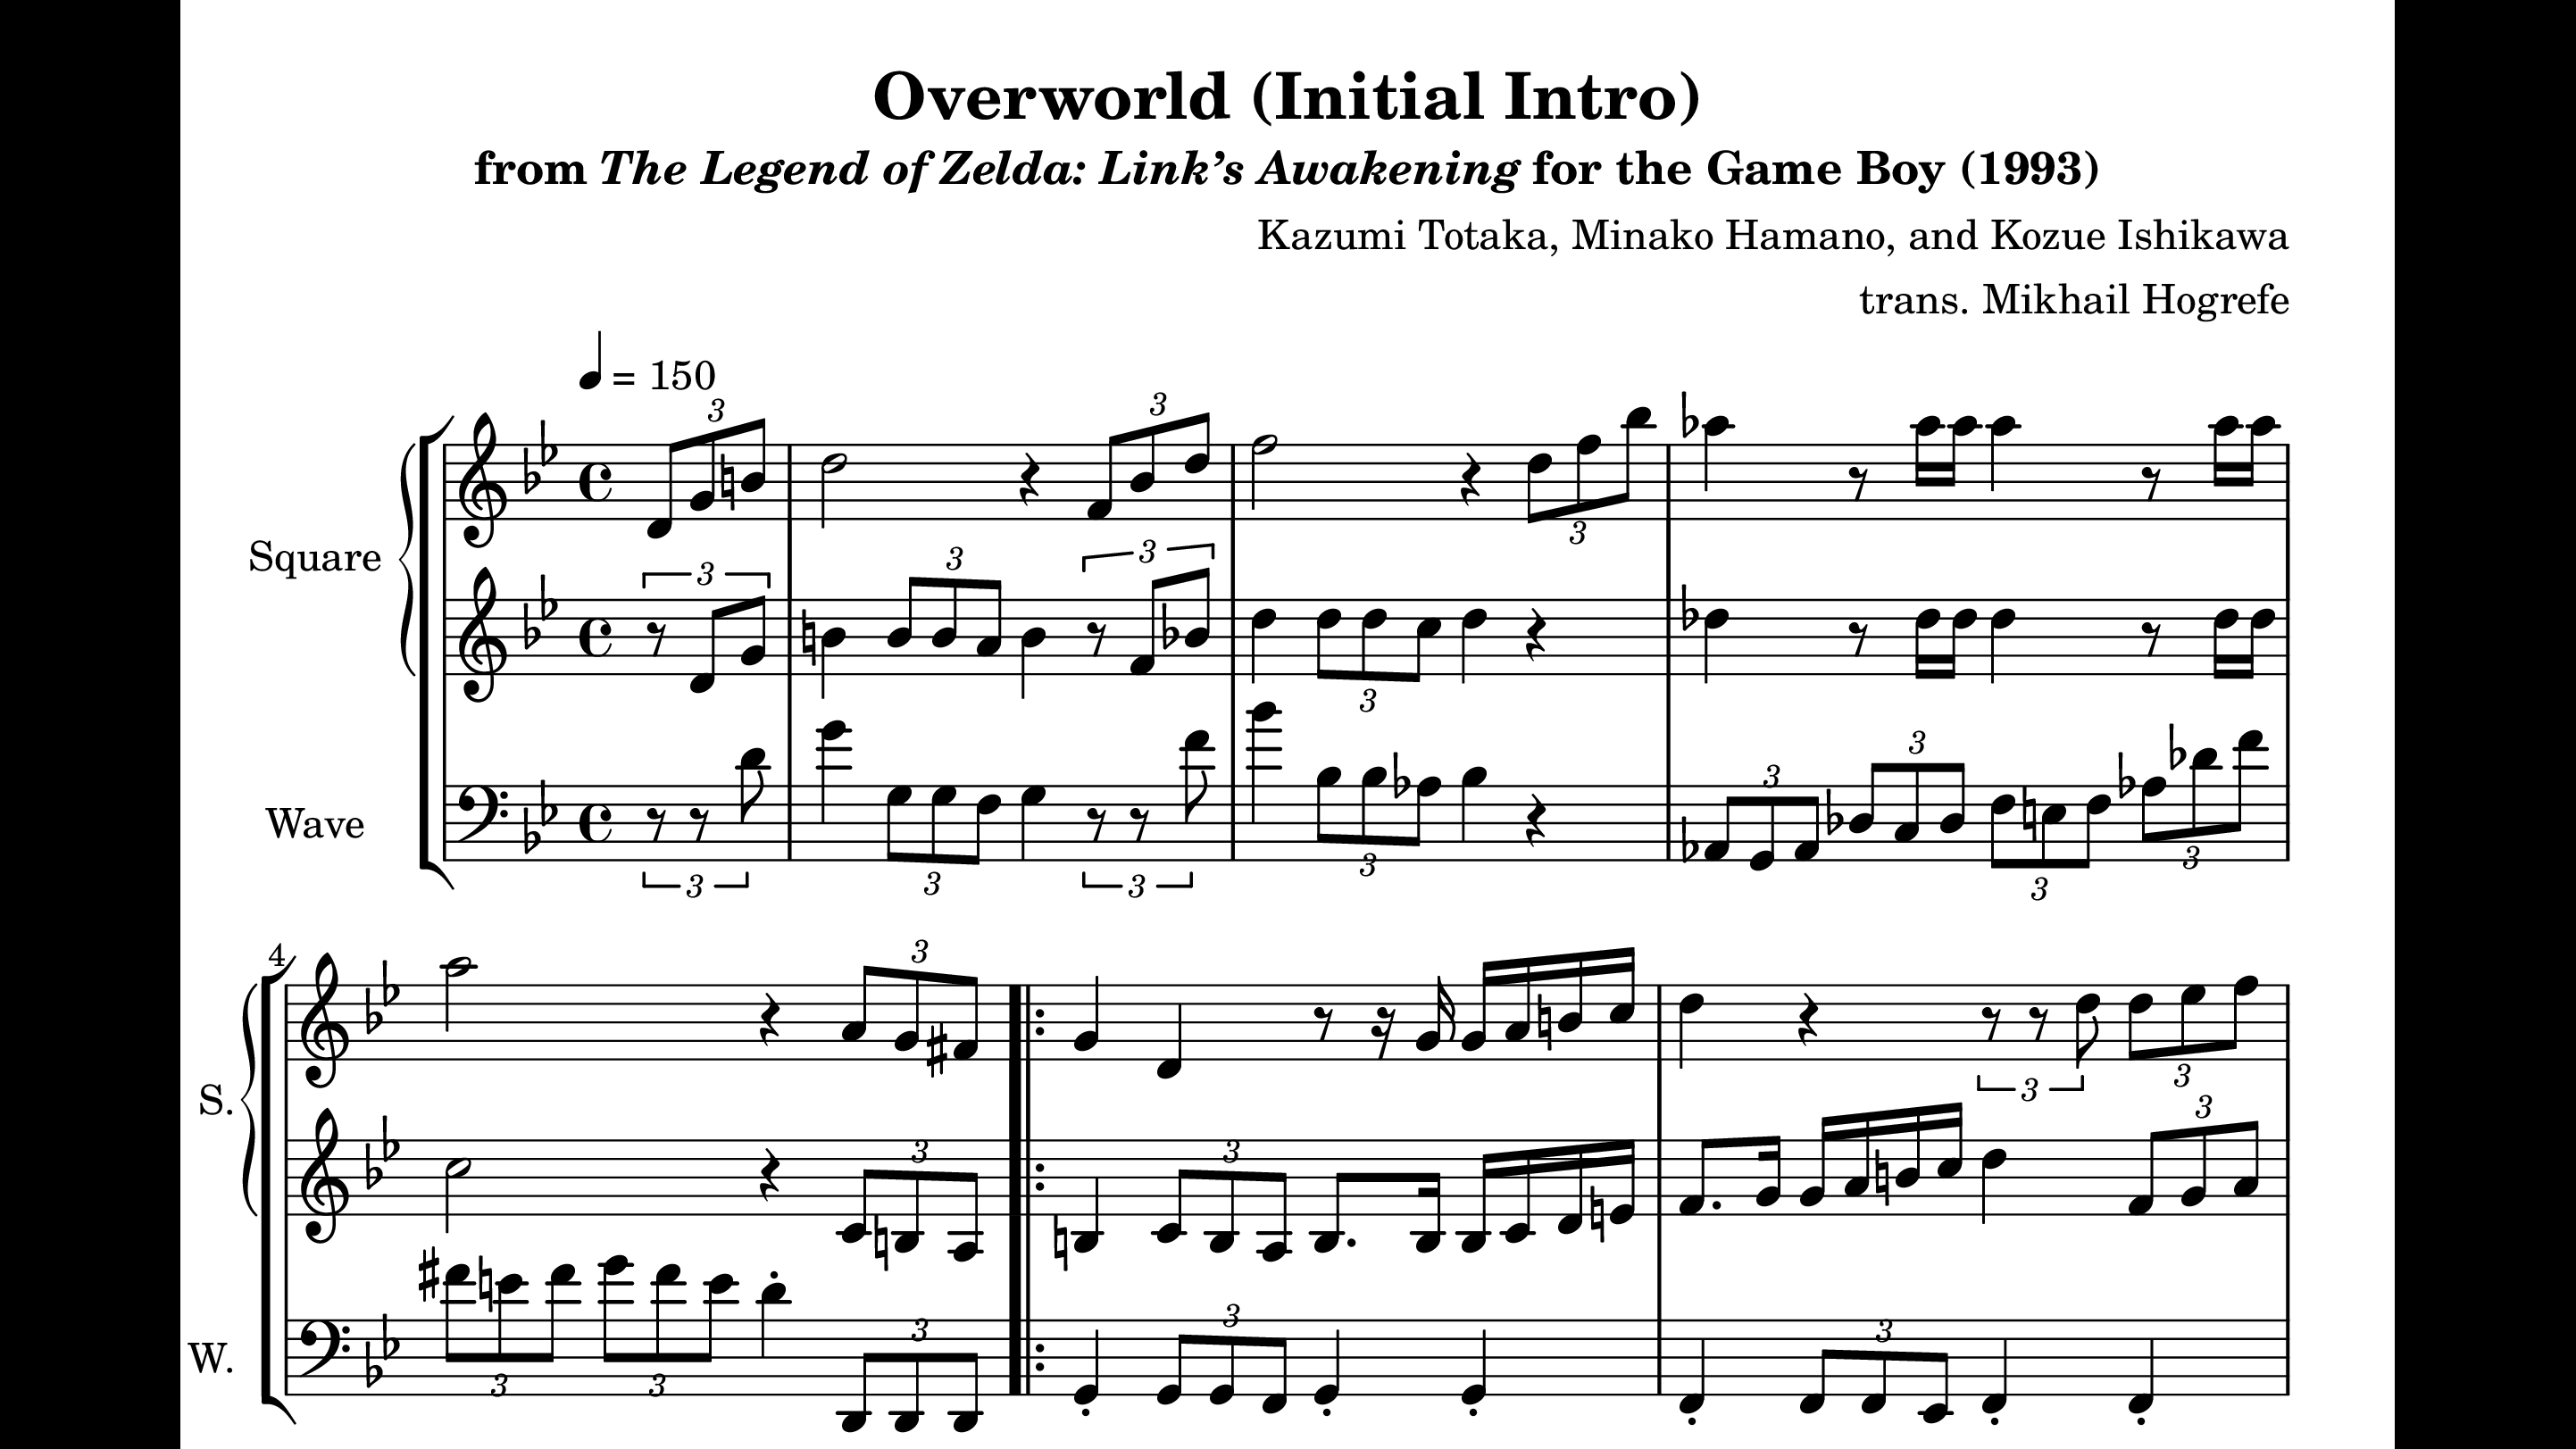 Overworld (Initial Intro)
from The Legend of Zelda: Link’s Awakening for the Game Boy (1993)
Kazumi Totaka, Minako Hamano, and Kozue Ishikawa
trans. Mikhail Hogrefe
= 150
3 3 3
Square
3 3 3 3
Wave
3 3 3 3 3 3 3
4
3 3 3
S.
3 3 3
W.
3 3 3 3 3